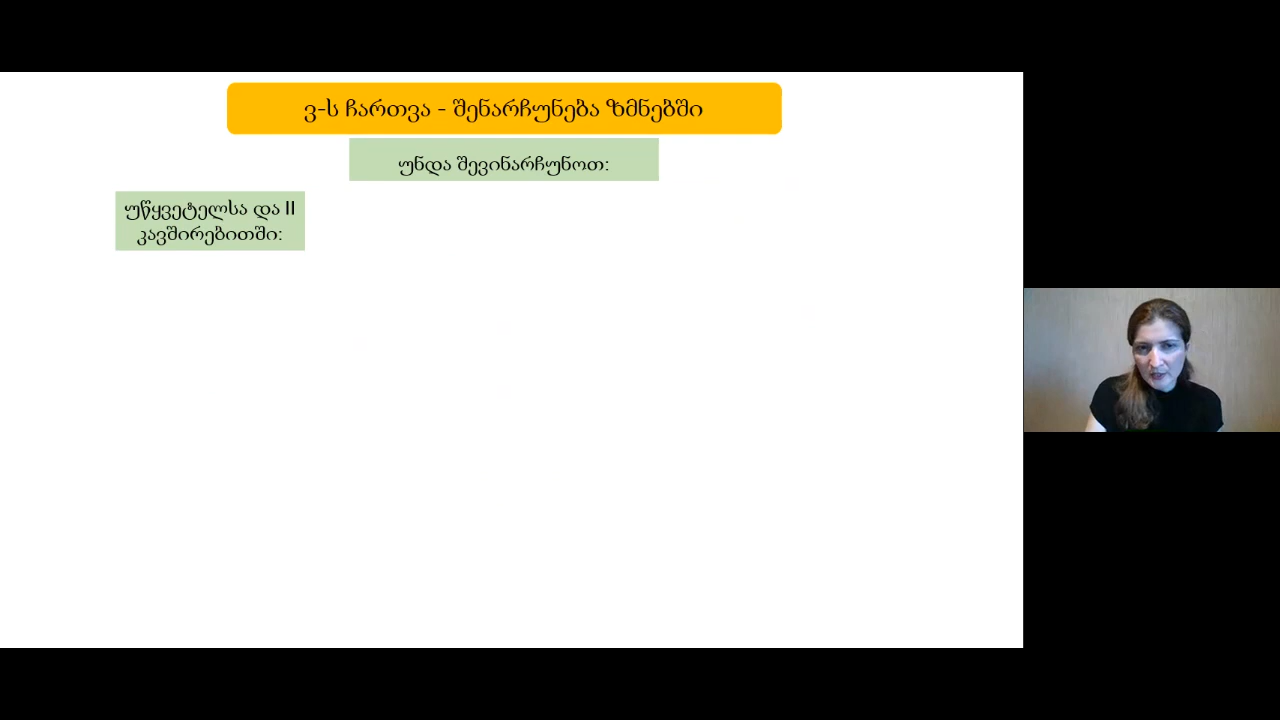 ვ-ს ჩართვა - შენარჩუნება ზმნებში
უნდა შევინარჩუნოთ:
უწყვეტელსა და II
კავშირებითში: